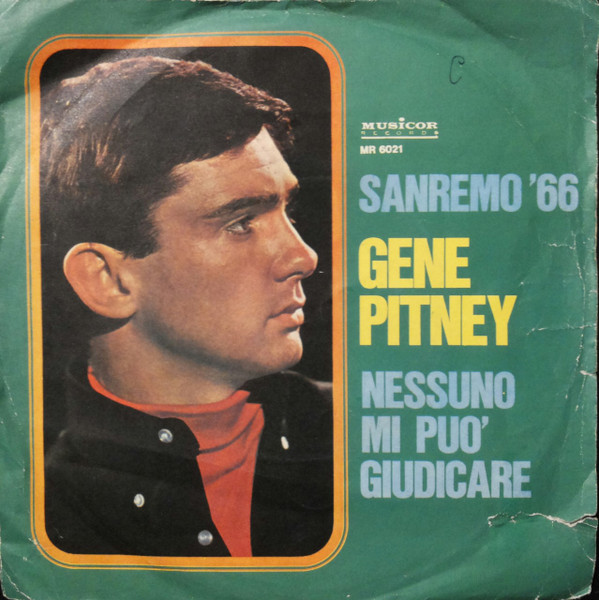 C
MUSICOR
RECORDS
MR 6021
SANREMO '66
GENE
PITNEY
NESSUNO
MI PUO'
GIUDICARE